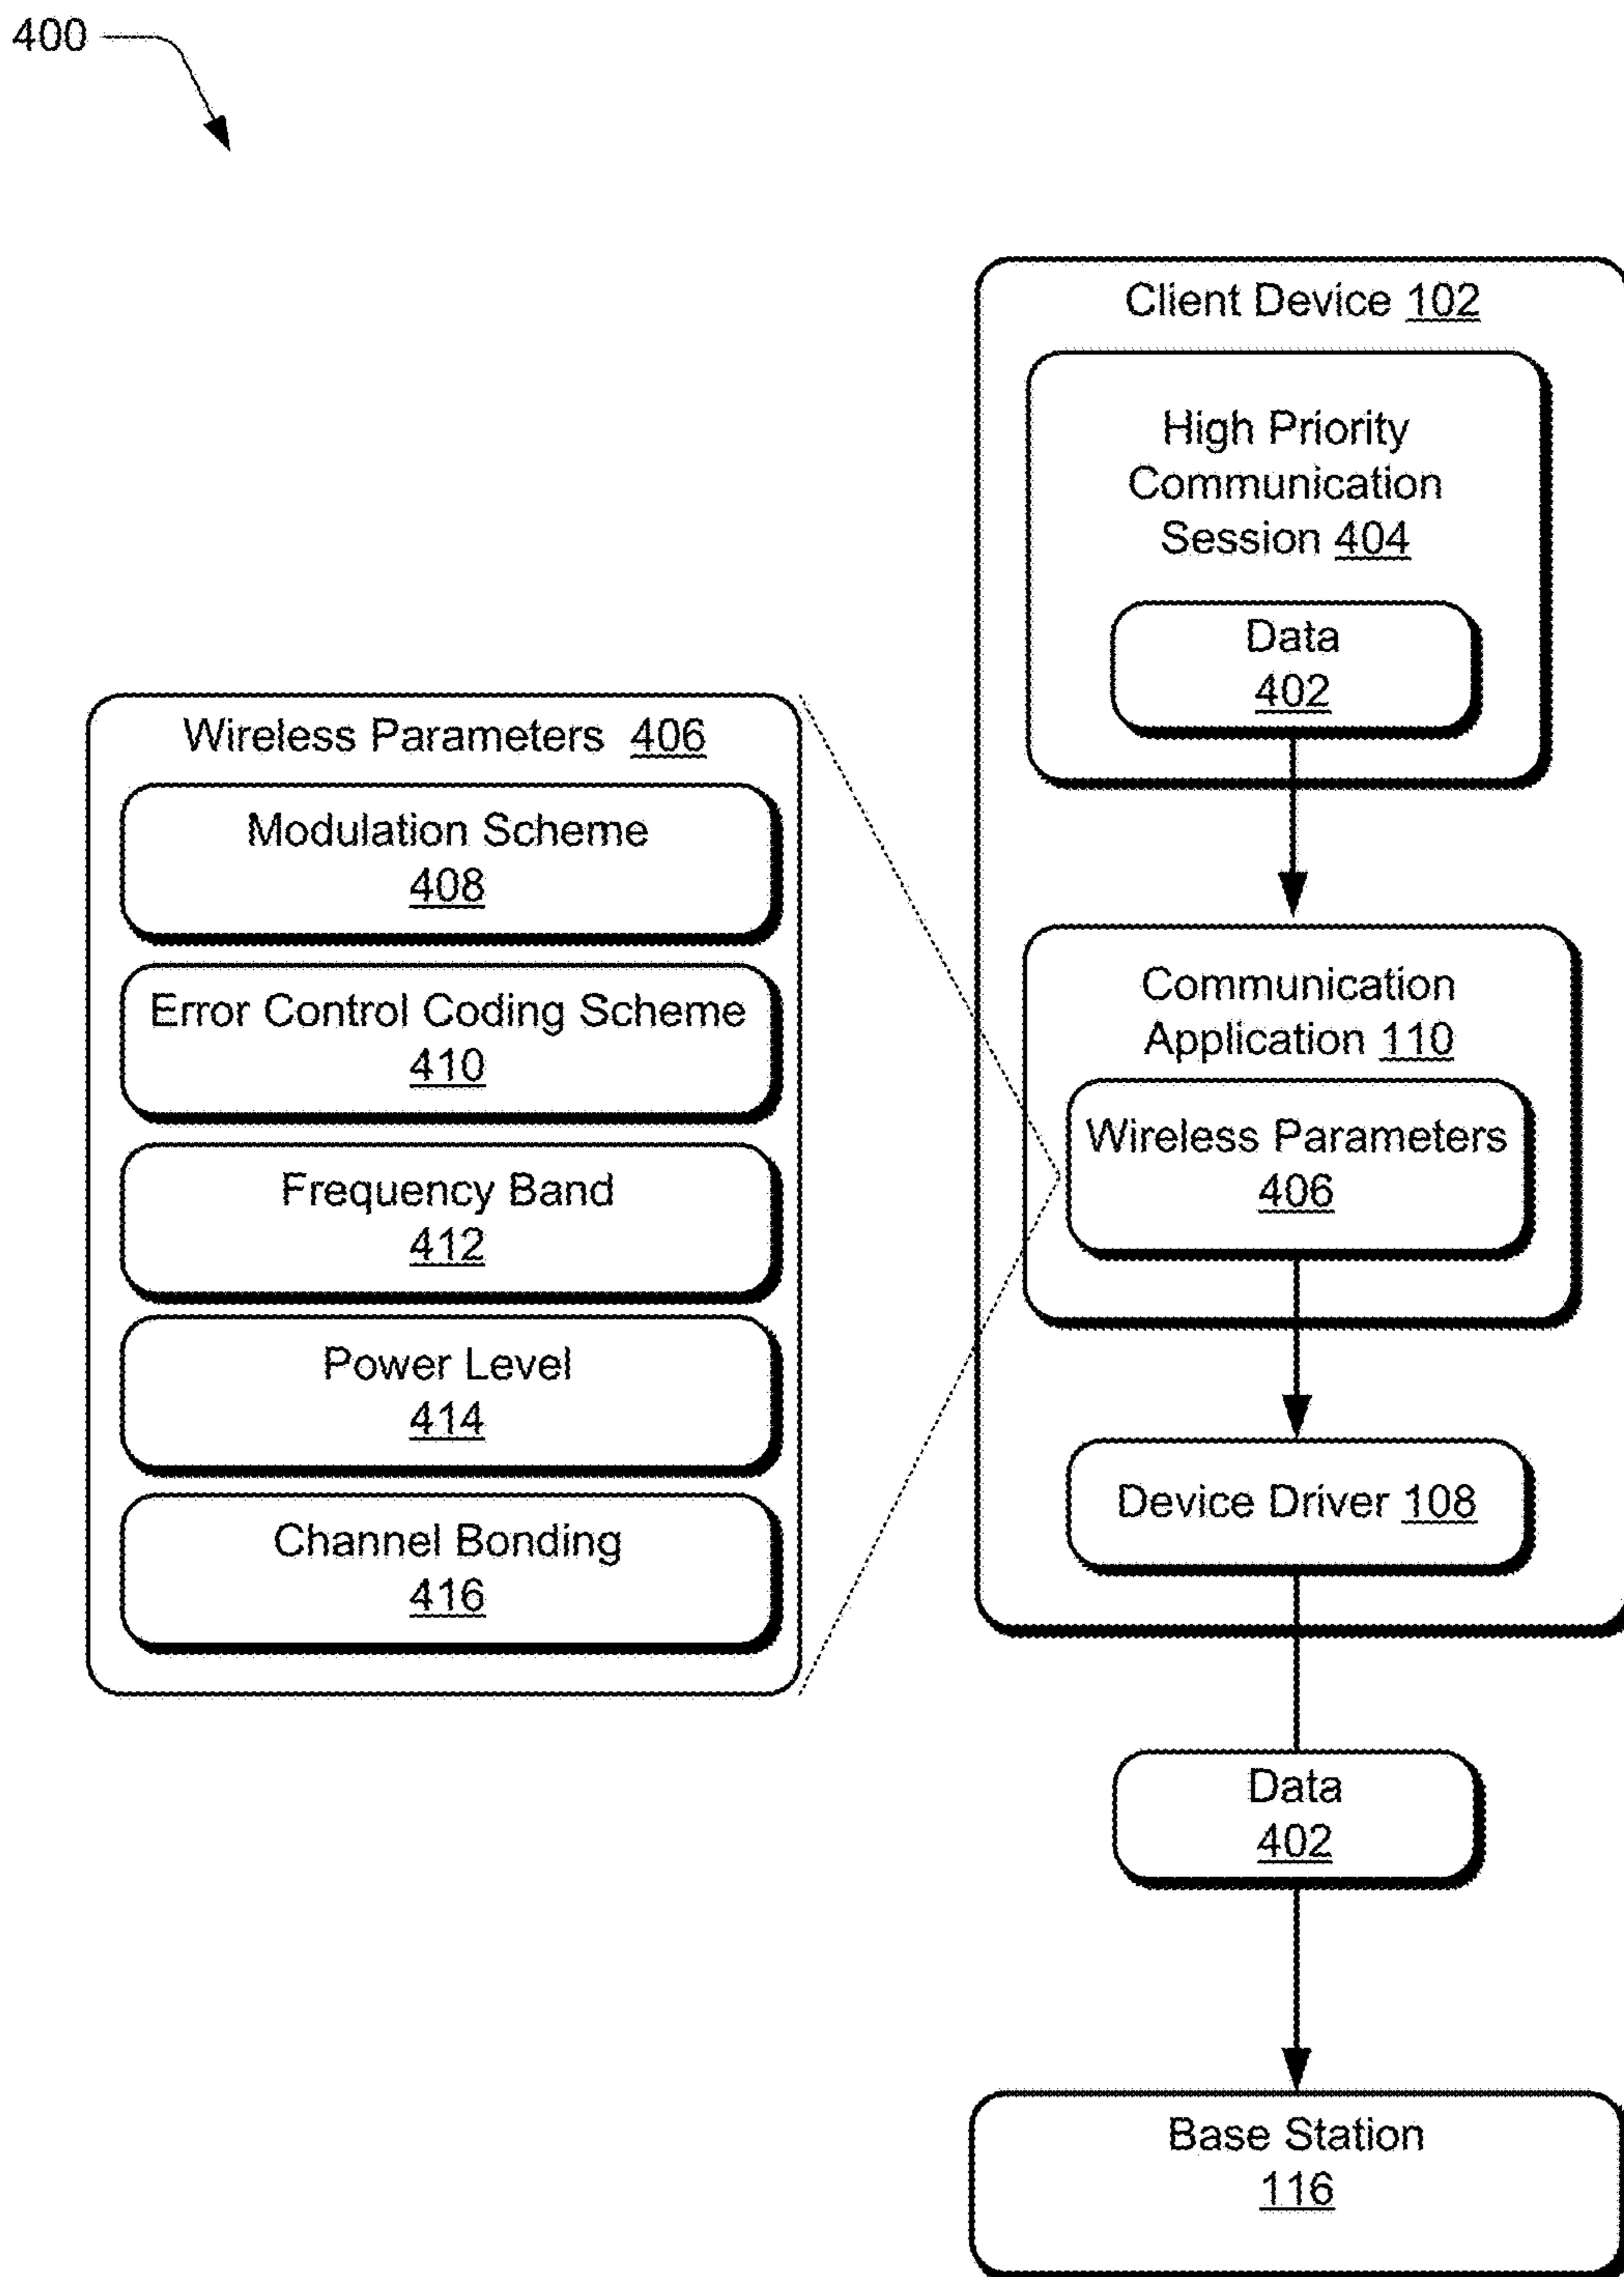 400
Client Device 102
High Priority
Communication
Session 404
Data
402
Wireless Parameters 406
Modulation Scheme
408
Error Control Coding Scheme
410
Frequency Band
412
Power Level
414
Channel Bonding
416
Communication
Application 110
Wireless Parameters
406
Device Driver 108
Data
402
Base Station
116